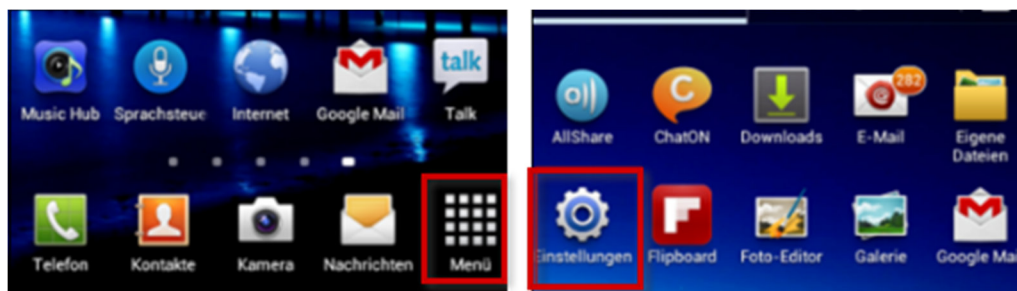 talk
Music Hub Sprachsteue Internet Google Mail Talk
Telefon Kontakte Kamera Nachrichten Menü
282
AllShare ChatON Downloads E-Mail Eigene
Dateien
Einstellungen Flipboard Foto-Editor Galerie Google Mai